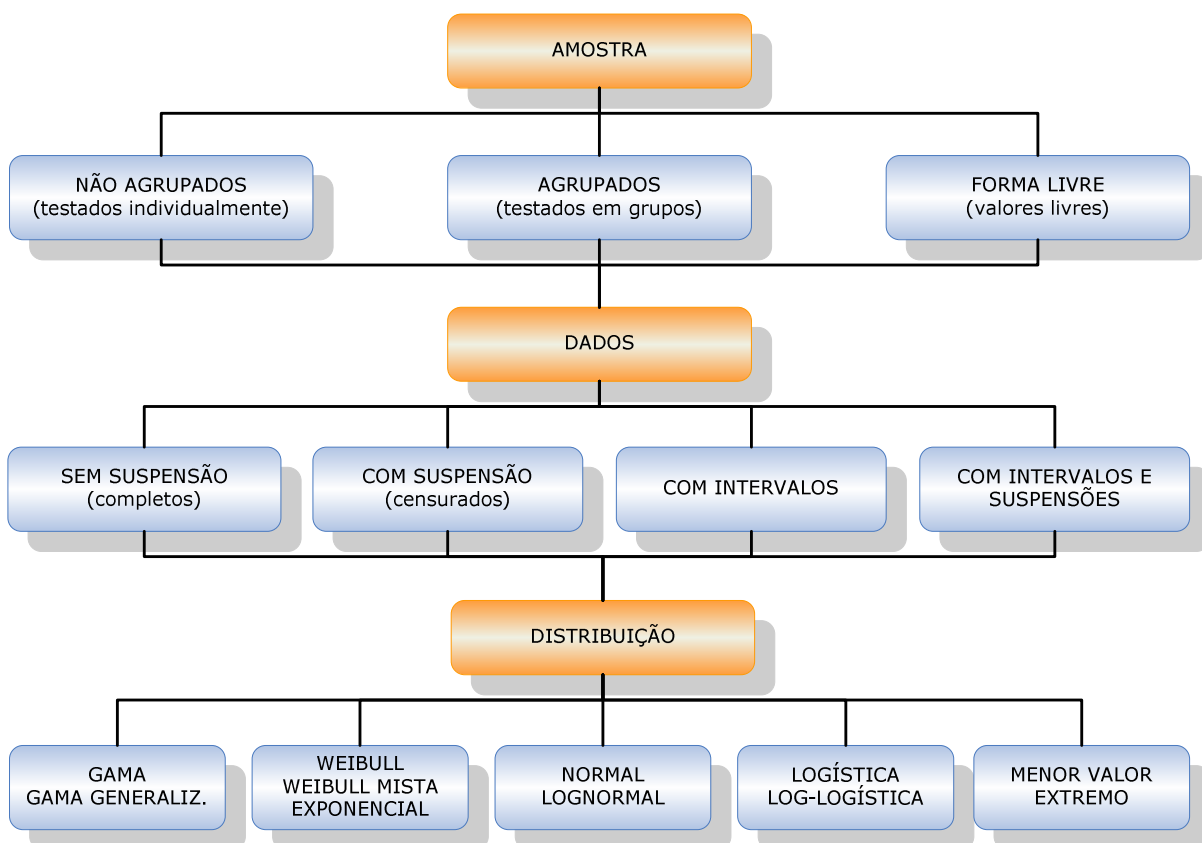 AMOSTRA
NÃO AGRUPADOS
(testados individualmente)
AGRUPADOS
(testados em grupos)
FORMA LIVRE
(valores livres)
DADOS
SEM SUSPENSÃO
(completos)
COM SUSPENSÃO
(censurados)
COM INTERVALOS
COM INTERVALOS E
SUSPENSÕES
DISTRIBUIÇÃO
GAMA
GAMA GENERALIZ.
WEIBULL
WEIBULL MISTA
EXPONENCIAL
NORMAL
LOGNORMAL
LOGÍSTICA
LOG-LOGÍSTICA
MENOR VALOR
EXTREMO